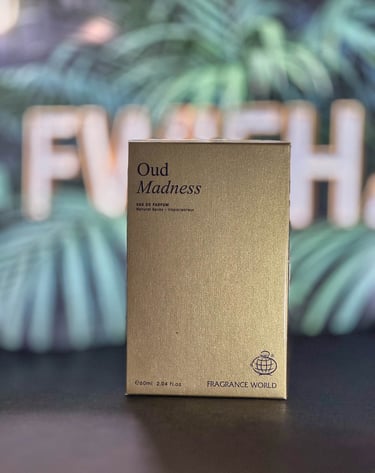 Oud
Madness
EAU DE PARFUM
Natural Spray - Vaporisateur
℮60ml 2.04 fl.oz
FRAGRANCE WORLD